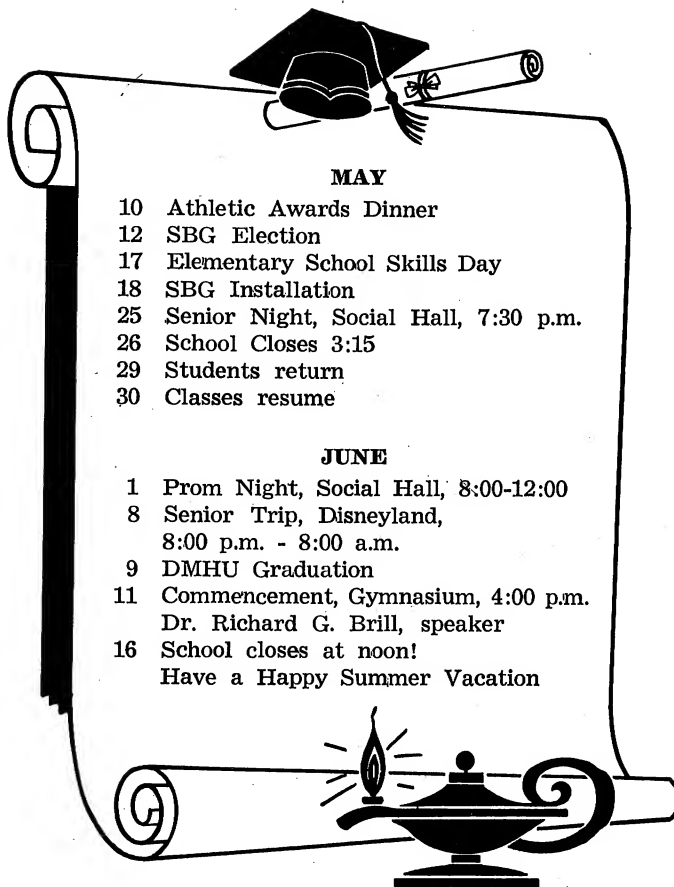 MAY
10 Athletic Awards Dinner
12 SBG Election
17 Elementary School Skills Day
18 SBG Installation
25 Senior Night, Social Hall, 7:30 p.m.
26 School Closes 3:15
29 Students return
30 Classes resume
JUNE
1 Prom Night, Social Hall, 8:00-12:00
8 Senior Trip, Disneyland,
8:00 p.m. - 8:00 a.m.
9 DMHU Graduation
11 Commencement, Gymnasium, 4:00 p.m.
Dr. Richard G. Brill, speaker
16 School closes at noon!
Have a Happy Summer Vacation